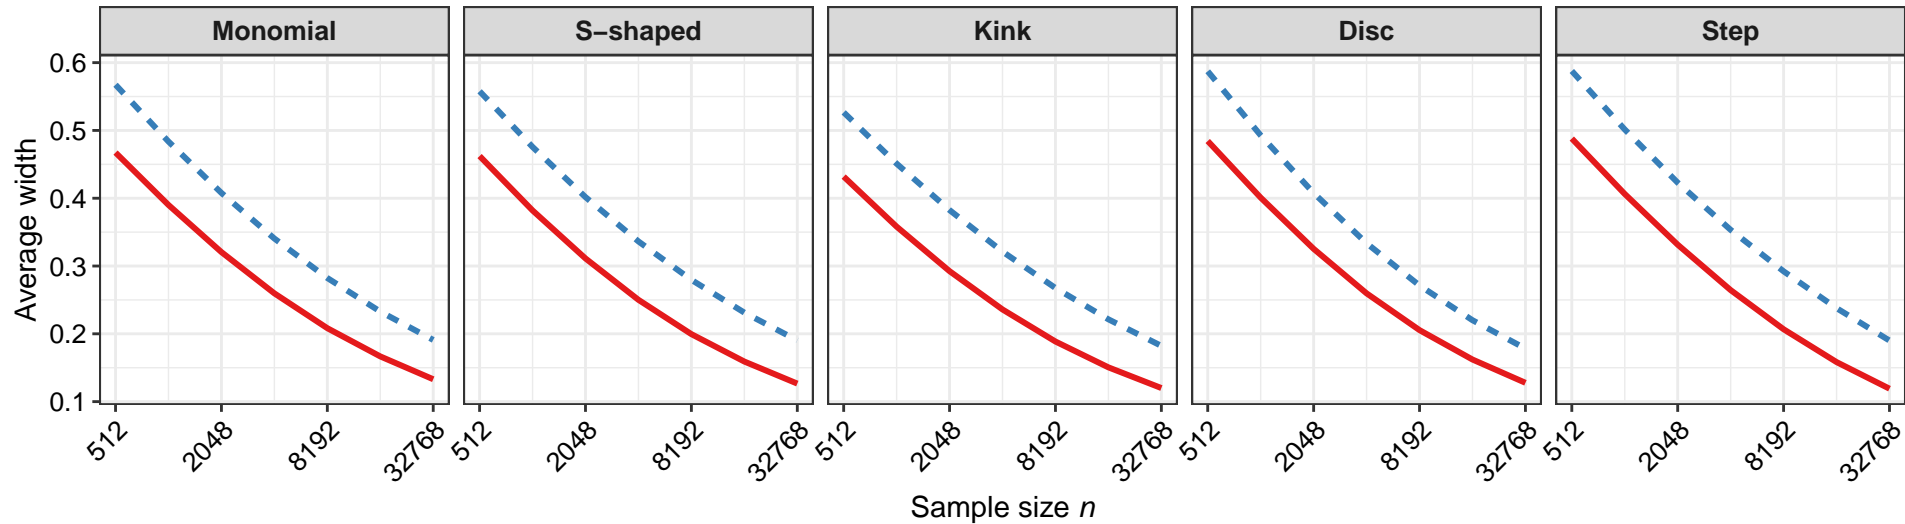 Monomial S−shaped Kink Disc Step
Average width
0.6
0.5
0.4
0.3
0.2
0.1
512 2048 8192 32768 512 2048 8192 32768 512 2048 8192 32768 512 2048 8192 32768 512 2048 8192 32768
Sample size n